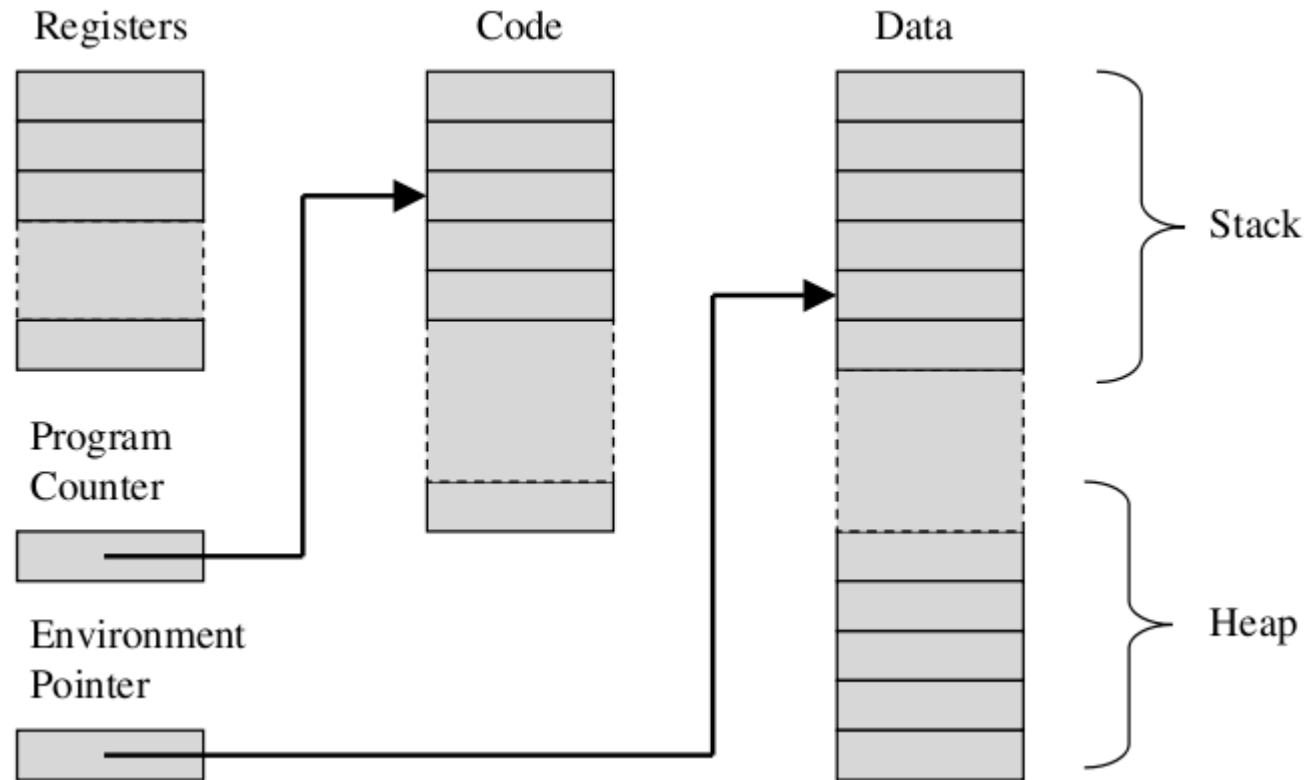 Registers
Code
Data
Stack
Program
Counter
Environment
Pointer
Heap